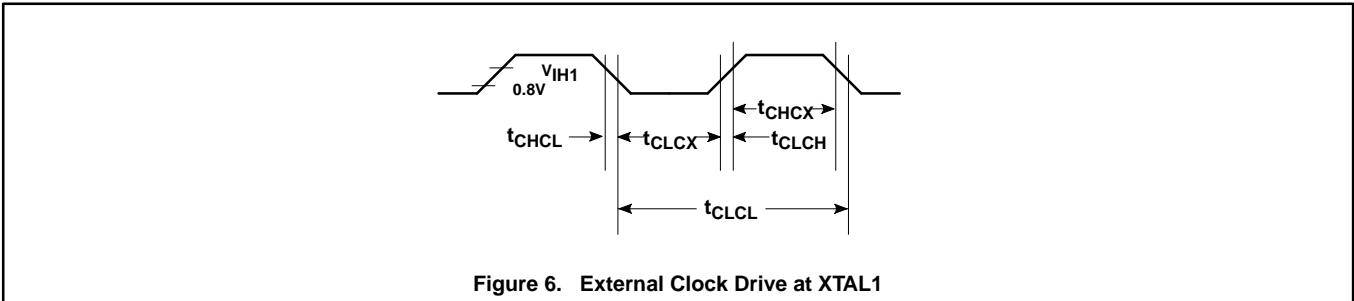 VIH1
0.8V
tCHCX
tCHCL
tCLCX
tCLCH
tCLCL
Figure 6. External Clock Drive at XTAL1